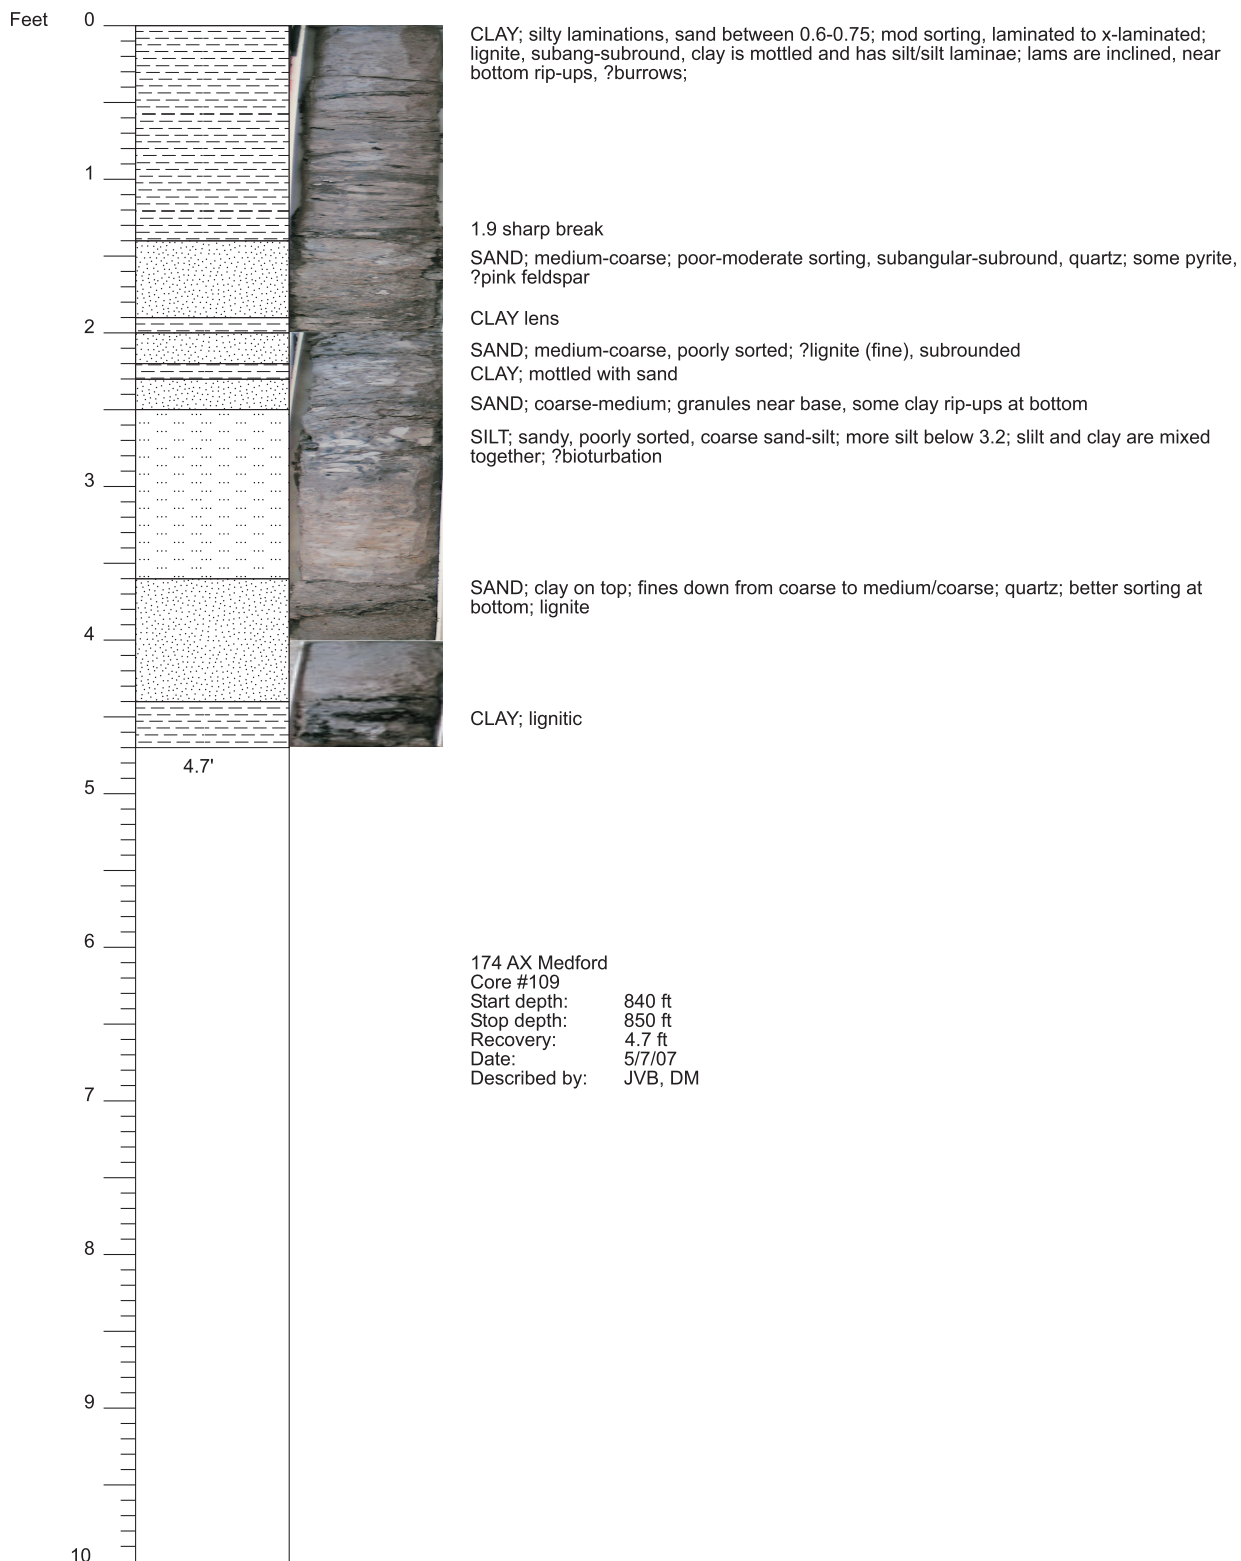 Feet
0
CLAY; silty laminations, sand between 0.6-0.75; mod sorting, laminated to x-laminated;
lignite, subang-subround, clay is mottled and has silt/silt laminae; lams are inclined, near
bottom rip-ups, ?burrows;
1
1.9 sharp break
SAND; medium-coarse; poor-moderate sorting, subangular-subround, quartz; some pyrite,
?pink feldspar
CLAY lens
2
SAND; medium-coarse, poorly sorted; ?lignite (fine), subrounded
CLAY; mottled with sand
SAND; coarse-medium; granules near base, some clay rip-ups at bottom
SILT; sandy, poorly sorted, coarse sand-silt; more silt below 3.2; slilt and clay are mixed
together; ?bioturbation
3
SAND; clay on top; fines down from coarse to medium/coarse; quartz; better sorting at
bottom; lignite
4
CLAY; lignitic
4.7'
5
6
174 AX Medford
Core #109
Start depth: 840 ft
Stop depth: 850 ft
Recovery: 4.7 ft
Date: 5/7/07
Described by: JVB, DM
7
8
9
10